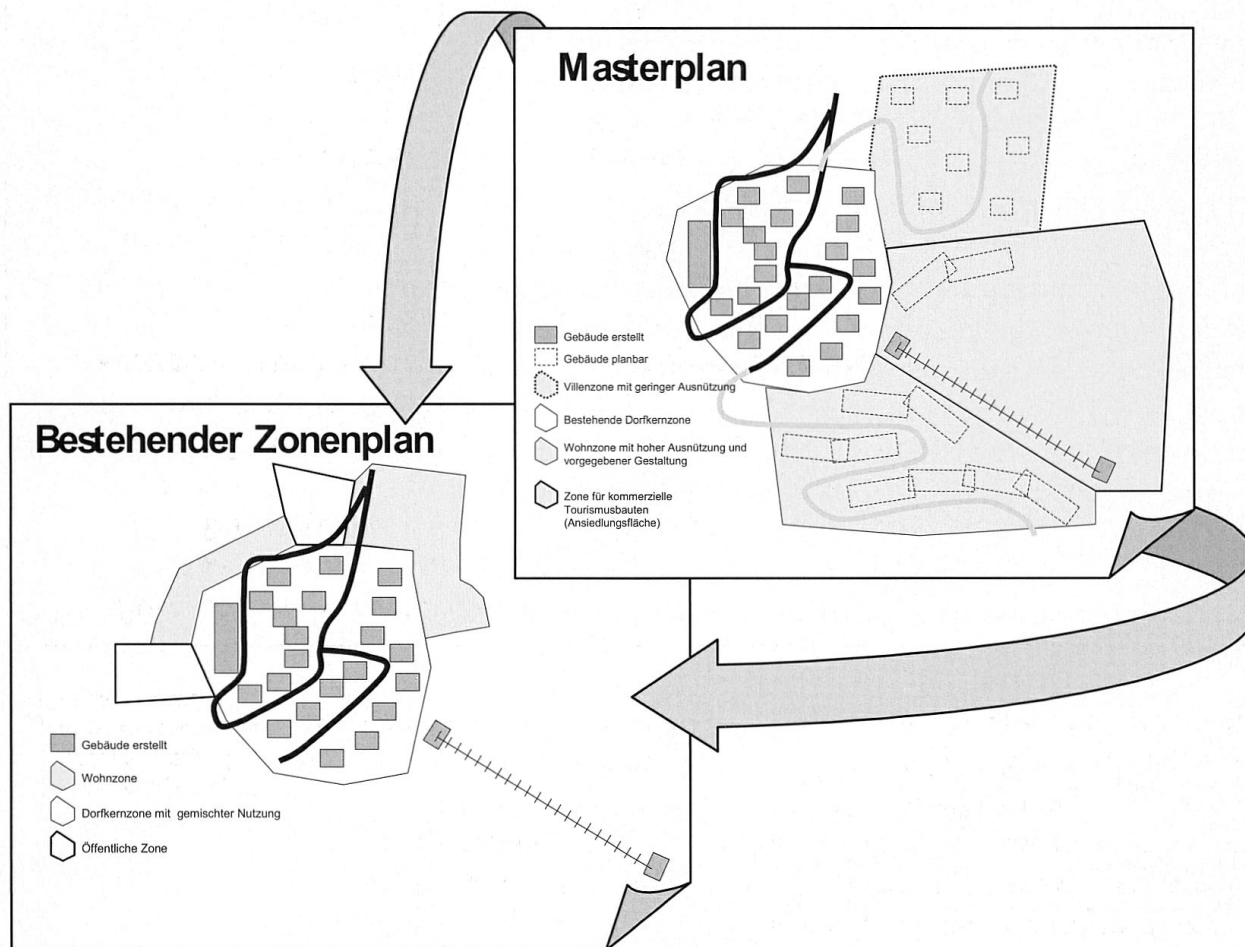 Masterplan
Gebäude erstellt
Gebäude planbar
Villenzone mit geringer Ausnützung
Bestehende Dorfkernzone
Wohnzone mit hoher Ausnützung und
vorgegebener Gestaltung
Zone für kommerzielle
Tourismusbauten
(Ansiedlungsfläche)
Bestehender Zonenplan
Gebäude erstellt
Wohnzone
Dorfkernzone mit gemischter Nutzung
Öffentliche Zone